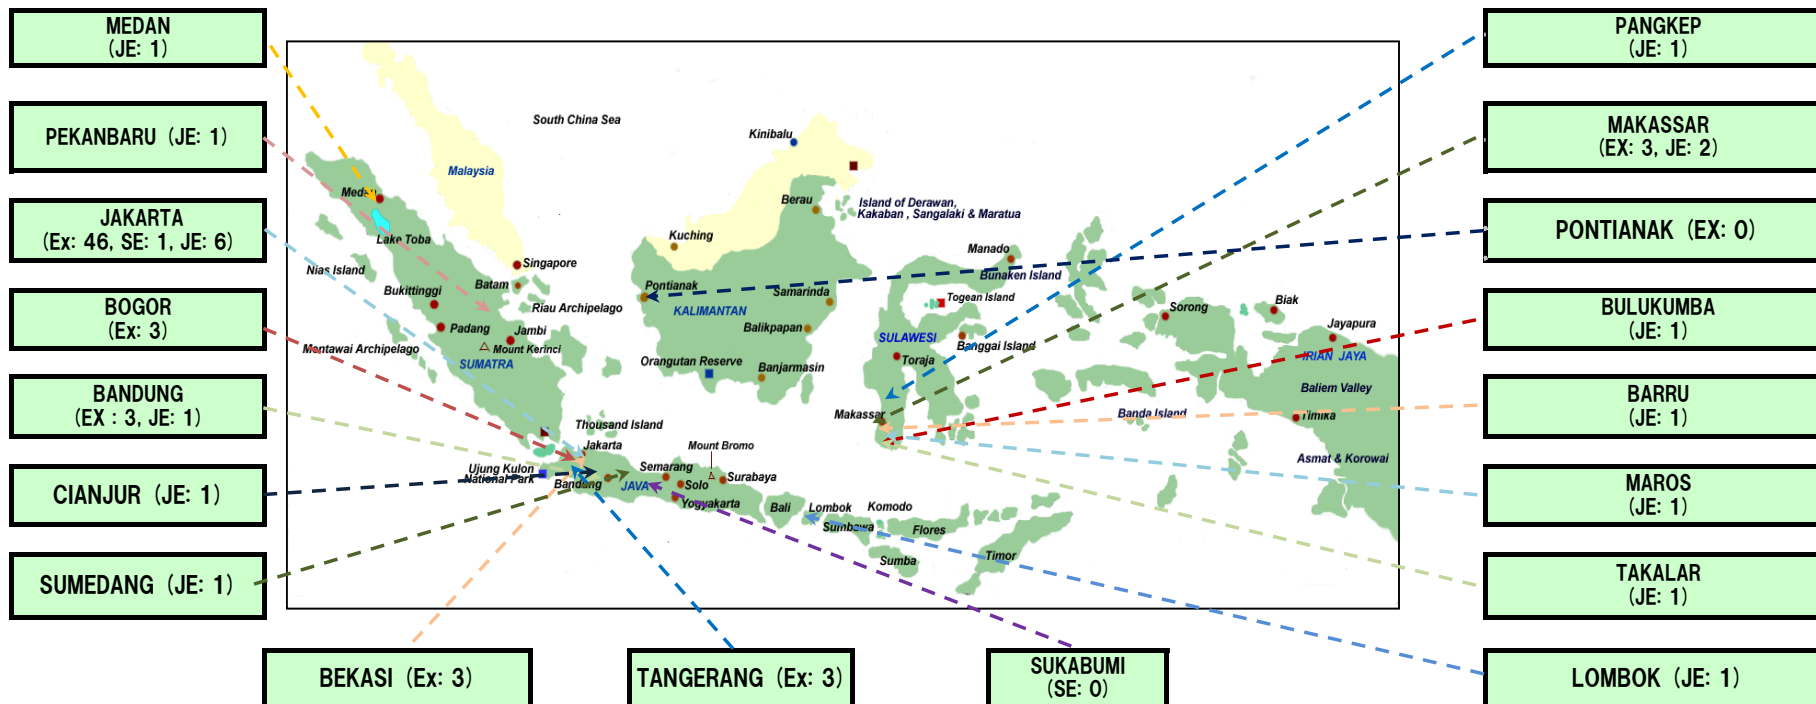 MEDAN
(JE: 1)
PEKANBARU (JE: 1)
JAKARTA
(Ex: 46, SE: 1, JE: 6)
BOGOR
(Ex: 3)
BANDUNG
(EX : 3, JE: 1)
CIANJUR (JE: 1)
SUMEDANG (JE: 1)
BEKASI (Ex: 3)
TANGERANG (Ex: 3)
SUKABUMI
(SE: 0)
PANGKEP
(JE: 1)
MAKASSAR
(EX: 3, JE: 2)
PONTIANAK (EX: 0)
BULUKUMBA
(JE: 1)
BARRU
(JE: 1)
MAROS
(JE: 1)
TAKALAR
(JE: 1)
LOMBOK (JE: 1)
South China Sea
Kinibalu
Malaysia
Medan
Berau
Island of Derawan,
Kakaban , Sangalaki & Maratua
Lake Toba
Kuching
Manado
Nias Island
Singapore
Bunaken Island
Batam
Pontianak
Samarinda
Togean Island
Biak
Bukittinggi
Riau Archipelago
KALIMANTAN
Sorong
Padang
Jambi
Balikpapan
SULAWESI
Banggai Island
Jayapura
Mentawai Archipelago
Mount Kerinci
IRIAN JAYA
SUMATRA
Orangutan Reserve
Banjarmasin
Toraja
Baliem Valley
Makassar
Banda Island
Timika
Thousand Island
Jakarta
Mount Bromo
Asmat & Korowai
Ujung Kulon
National Park
Semarang
Surabaya
Bandung
JAVA
Solo
Yogyakarta
Bali
Lombok
Komodo
Sumbawa
Flores
Sumba
Timor